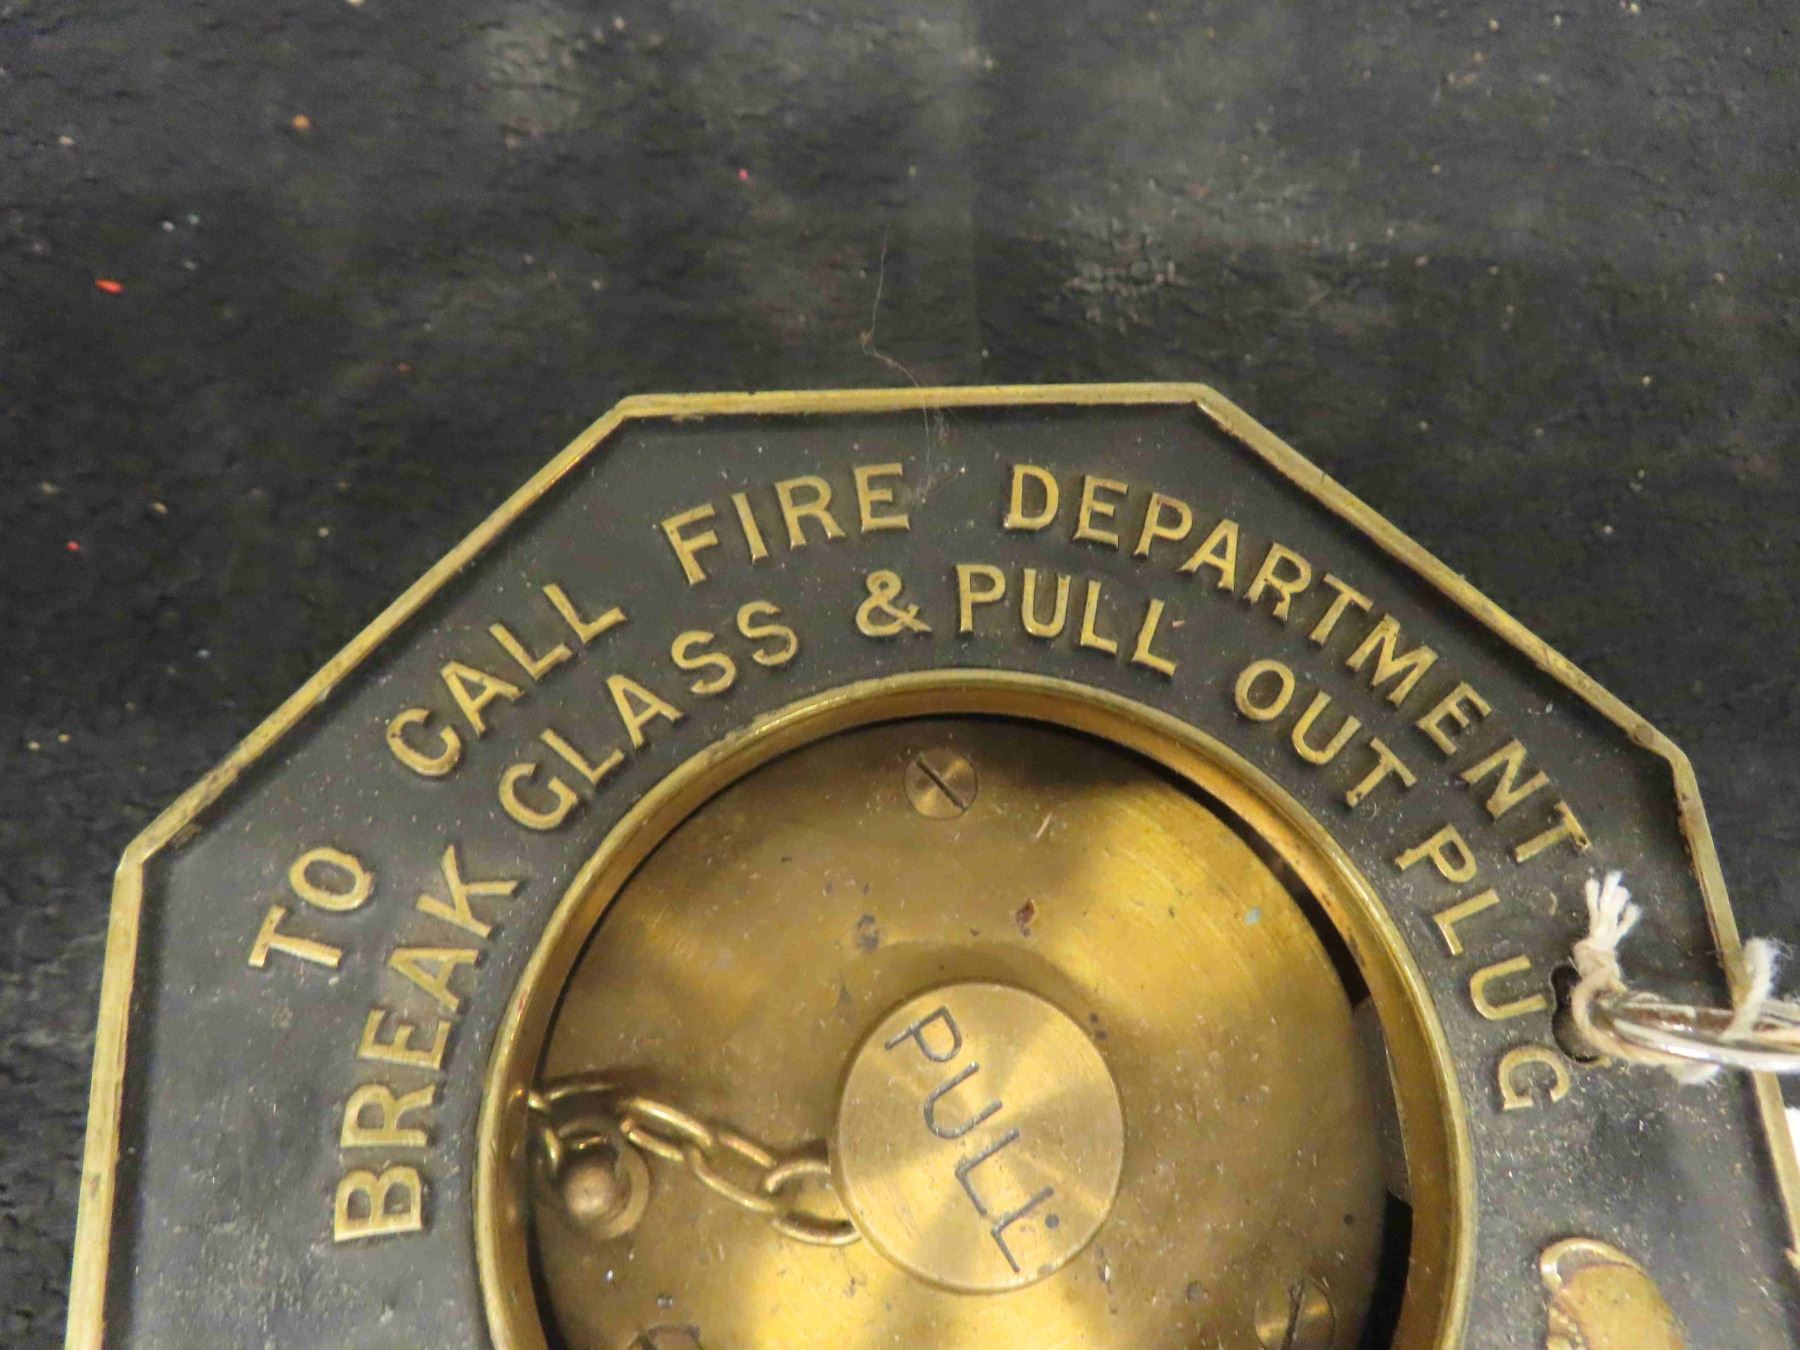 TO CALL FIRE DEPARTMENT
BREAK GLASS & PULL OUT PLUG
PULL